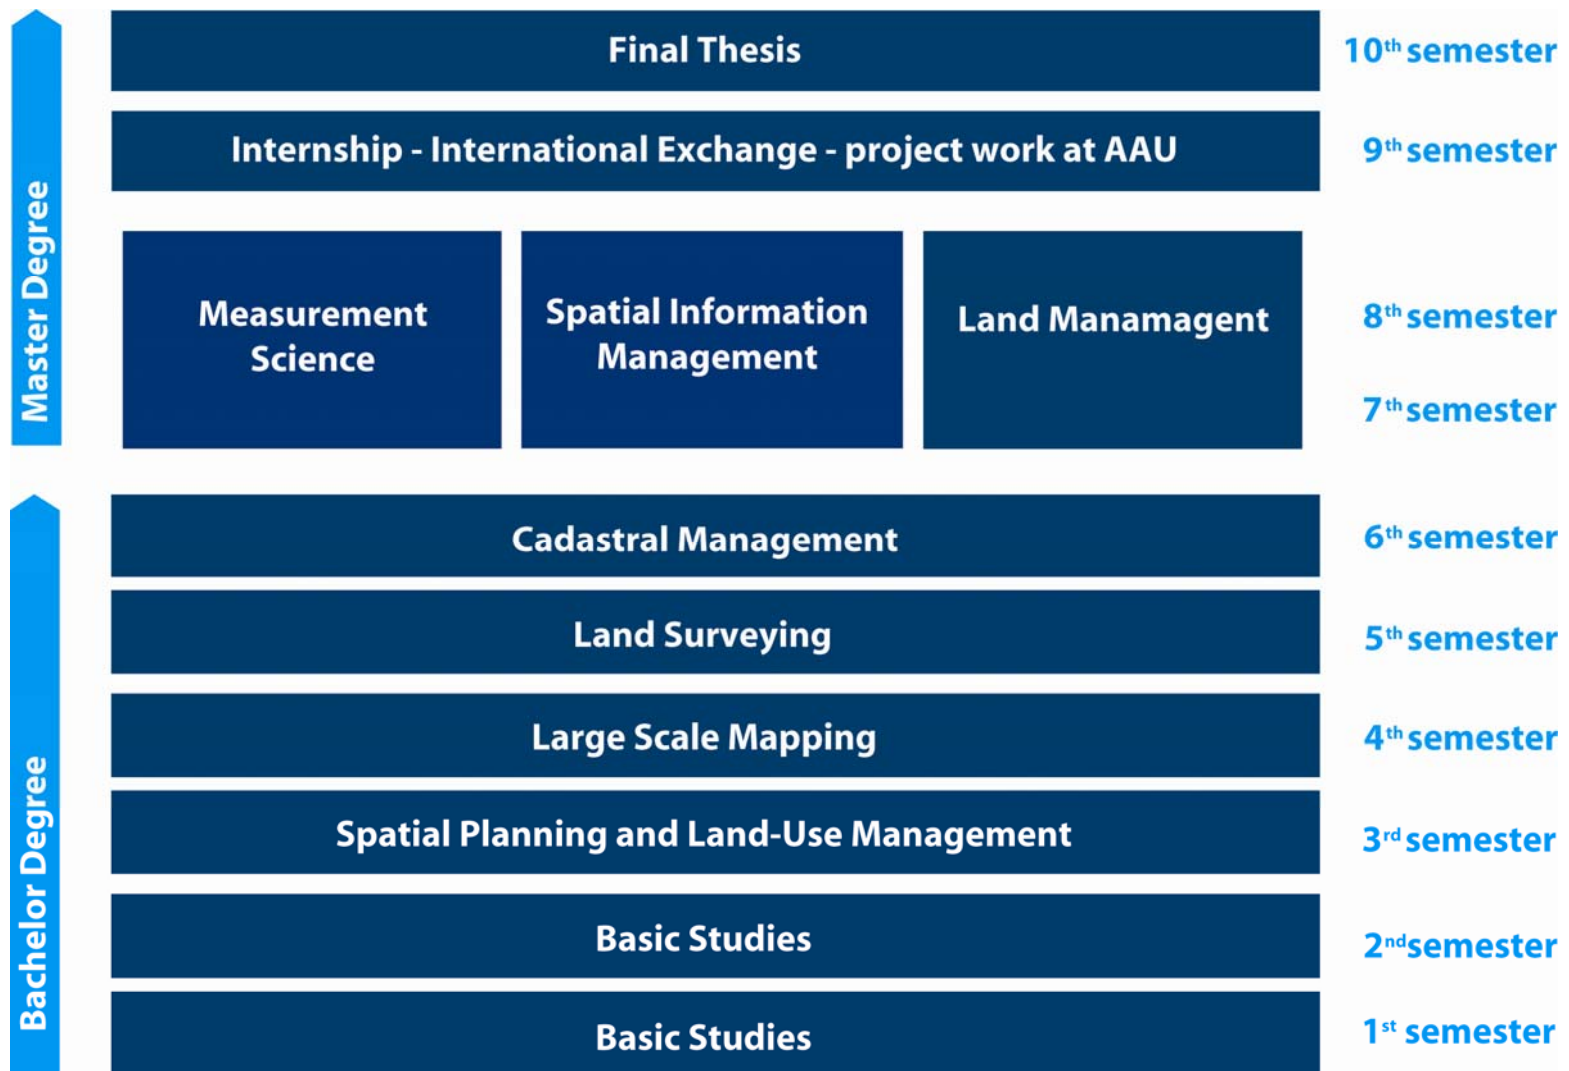 Master Degree
Final Thesis
10th semester
Internship - International Exchange - project work at AAU
9th semester
Measurement
Science
Spatial Information
Management
Land Manamagent
8th semester
7th semester
Bachelor Degree
Cadastral Management
6th semester
Land Surveying
5th semester
Large Scale Mapping
4th semester
Spatial Planning and Land-Use Management
3rd semester
Basic Studies
2nd semester
Basic Studies
1st semester